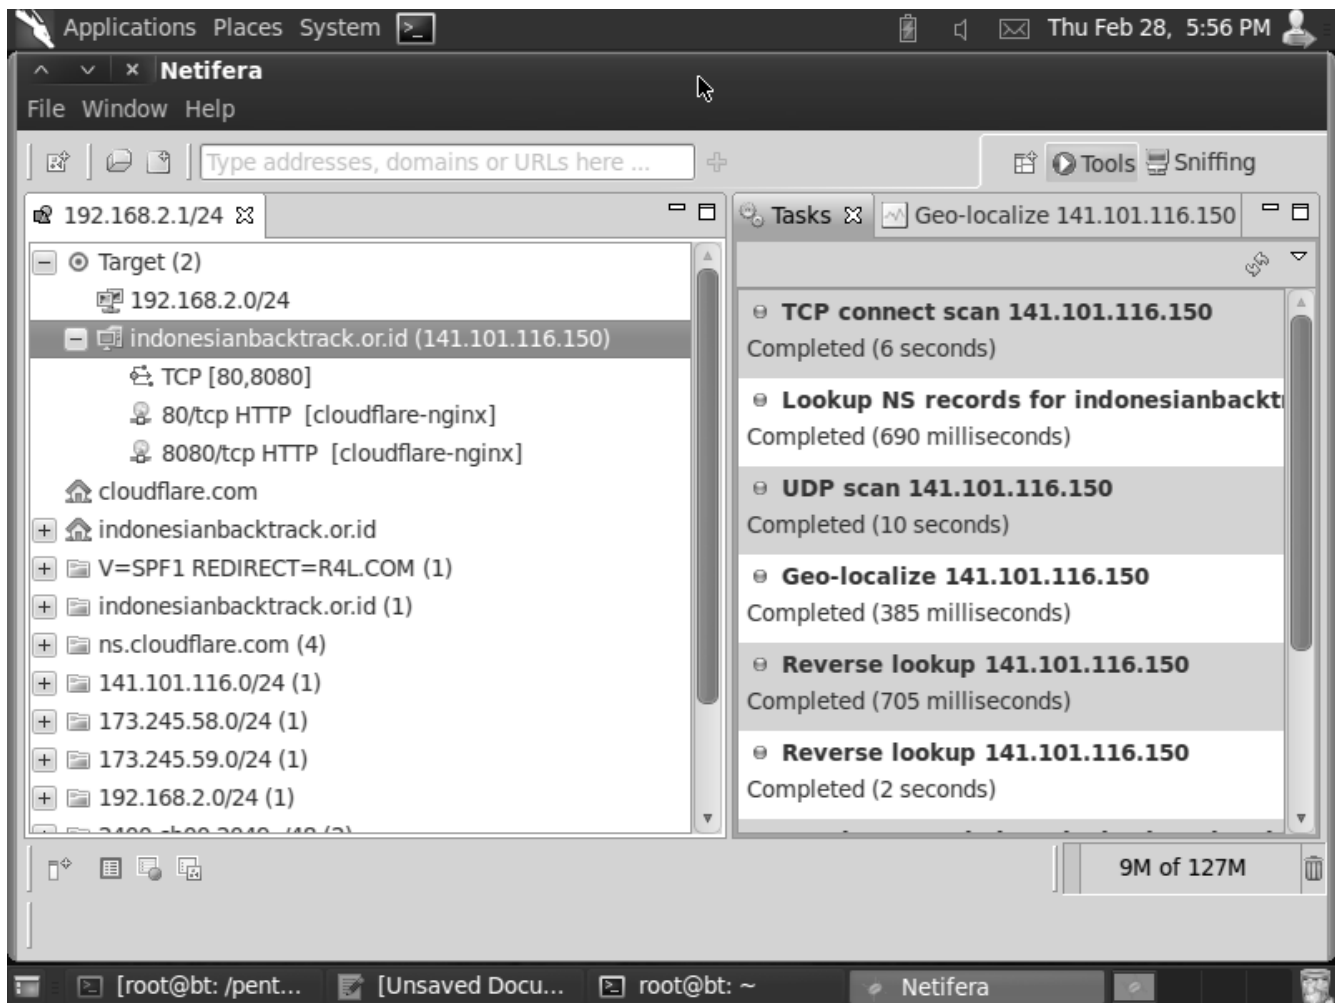 Applications Places System Thu Feb 28, 5:56 PM
Netifera
File Window Help
Type addresses, domains or URLs here ...
Tools Sniffing
192.168.2.1/24
Tasks Geo-localize 141.101.116.150
Target (2)
192.168.2.0/24
indonesianbacktrack.or.id (141.101.116.150)
TCP [80,8080]
80/tcp HTTP [cloudflare-nginx]
8080/tcp HTTP [cloudflare-nginx]
cloudflare.com
indonesianbacktrack.or.id
V=SPF1 REDIRECT=R4L.COM (1)
indonesianbacktrack.or.id (1)
ns.cloudflare.com (4)
141.101.116.0/24 (1)
173.245.58.0/24 (1)
173.245.59.0/24 (1)
192.168.2.0/24 (1)
TCP connect scan 141.101.116.150
Completed (6 seconds)
Lookup NS records for indonesianbackt
Completed (690 milliseconds)
UDP scan 141.101.116.150
Completed (10 seconds)
Geo-localize 141.101.116.150
Completed (385 milliseconds)
Reverse lookup 141.101.116.150
Completed (705 milliseconds)
Reverse lookup 141.101.116.150
Completed (2 seconds)
9M of 127M
[root@bt: /pent... [Unsaved Docu... root@bt: ~ Netifera